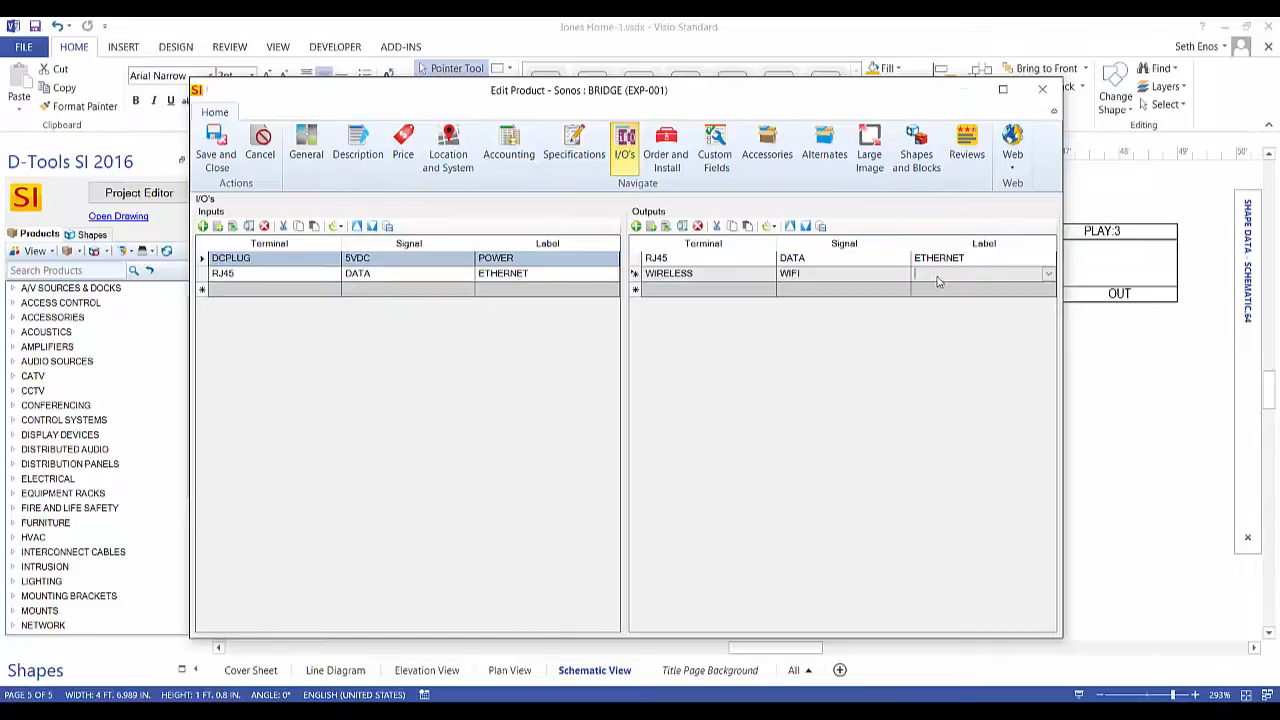 Jones Home-1.vsdx - Visio Standard
FILE HOME INSERT DESIGN REVIEW VIEW DEVELOPER ADD-INS Seth Enos
Paste
Cut
Copy
Format Painter
Clipboard
Arial Narrow
Pointer Tool
Fill
Bring to Front
Change
Shape
Find
Layers
Select
Editing
Edit Product - Sonos : BRIDGE (EXP-001)
Home
Save and
Close
Cancel
General
Description
Price
Location
and System
Accounting
Specifications
I/O's
Order and
Install
Custom
Fields
Accessories
Alternates
Large
Image
Shapes
and Blocks
Reviews
Web
Actions
Navigate
Web
D-Tools SI 2016
SI
Project Editor
Open Drawing
Products Shapes
View
Search Products
A/V SOURCES & DOCKS
ACCESS CONTROL
ACCESSORIES
ACOUSTICS
AMPLIFIERS
AUDIO SOURCES
CATV
CCTV
CONFERENCING
CONTROL SYSTEMS
DISPLAY DEVICES
DISTRIBUTED AUDIO
DISTRIBUTION PANELS
ELECTRICAL
EQUIPMENT RACKS
FIRE AND LIFE SAFETY
FURNITURE
HVAC
INTERCONNECT CABLES
INTRUSION
LIGHTING
MOUNTING BRACKETS
MOUNTS
NETWORK
I/O's
Inputs
Terminal Signal Label
DCPLUG 5VDC POWER
RJ45 DATA ETHERNET
Outputs
Terminal Signal Label
RJ45 DATA ETHERNET
WIRELESS WIFI
48' 49' 50'
PLAY:3
OUT
SHAPE DATA - SCHEMATIC.64
Shapes
Cover Sheet Line Diagram Elevation View Plan View Schematic View Title Page Background All
PAGE 5 OF 5 WIDTH: 4 FT. 6.989 IN. HEIGHT: 1 FT. 0.8 IN. ANGLE: 0° ENGLISH (UNITED STATES) 293%